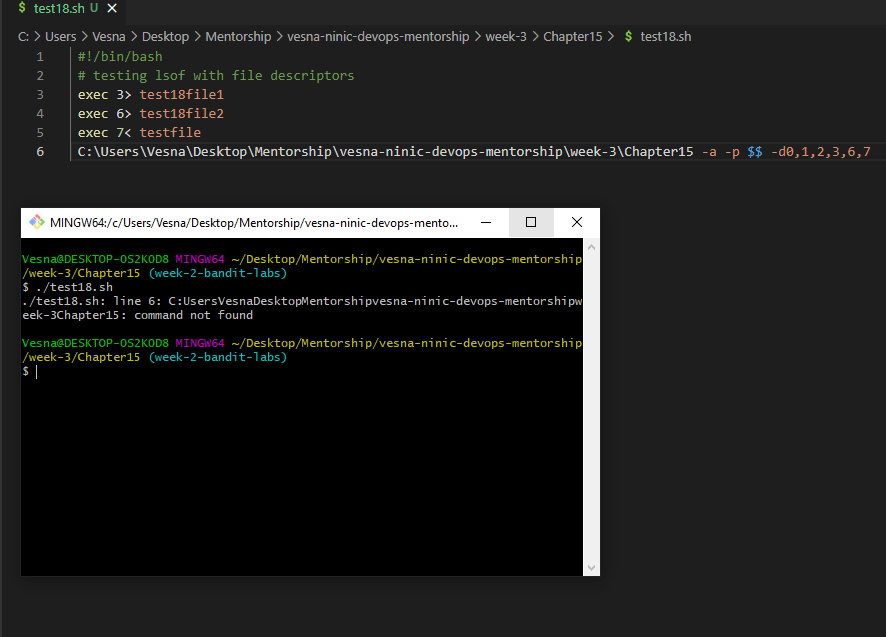 $ test18.sh U ×
C: > Users > Vesna > Desktop > Mentorship > vesna-ninic-devops-mentorship > week-3 > Chapter15 > $ test18.sh
1 #!/bin/bash
2 # testing lsof with file descriptors
3 exec 3> test18file1
4 exec 6> test18file2
5 exec 7< testfile
6 C:\Users\Vesna\Desktop\Mentorship\vesna-ninic-devops-mentorship\week-3\Chapter15 -a -p $$ -d0,1,2,3,6,7
MINGW64:/c/Users/Vesna/Desktop/Mentorship/vesna-ninic-devops-mento...
Vesna@DESKTOP-OS2KOD8 MINGW64 ~/Desktop/Mentorship/vesna-ninic-devops-mentorship
/week-3/Chapter15 (week-2-bandit-labs)
$ ./test18.sh
./test18.sh: line 6: C:UsersVesnaDesktopMentorshipvesna-ninic-devops-mentorshipw
eek-3Chapter15: command not found
Vesna@DESKTOP-OS2KOD8 MINGW64 ~/Desktop/Mentorship/vesna-ninic-devops-mentorship
/week-3/Chapter15 (week-2-bandit-labs)
$